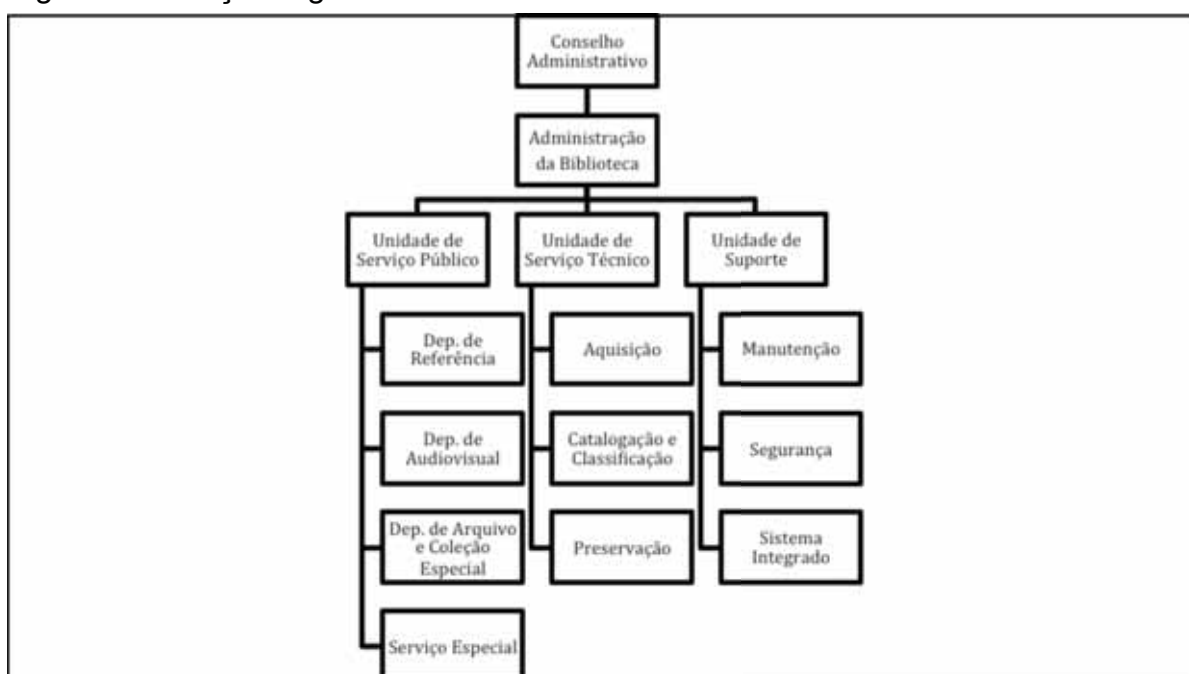 Conselho
Administrativo
Administração
da Biblioteca
Unidade de
Serviço Público
Unidade de
Serviço Técnico
Unidade de
Suporte
Dep. de
Referência
Aquisição
Manutenção
Dep. de
Audiovisual
Catalogação e
Classificação
Segurança
Dep. de Arquivo
e Coleção
Especial
Preservação
Sistema
Integrado
Serviço Especial